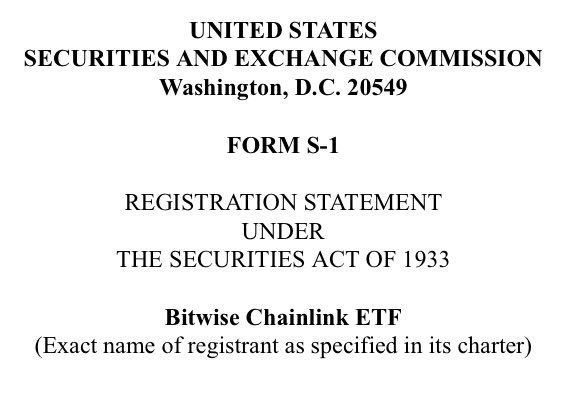 UNITED STATES
SECURITIES AND EXCHANGE COMMISSION
Washington, D.C. 20549
FORM S-1
REGISTRATION STATEMENT
UNDER
THE SECURITIES ACT OF 1933
Bitwise Chainlink ETF
(Exact name of registrant as specified in its charter)